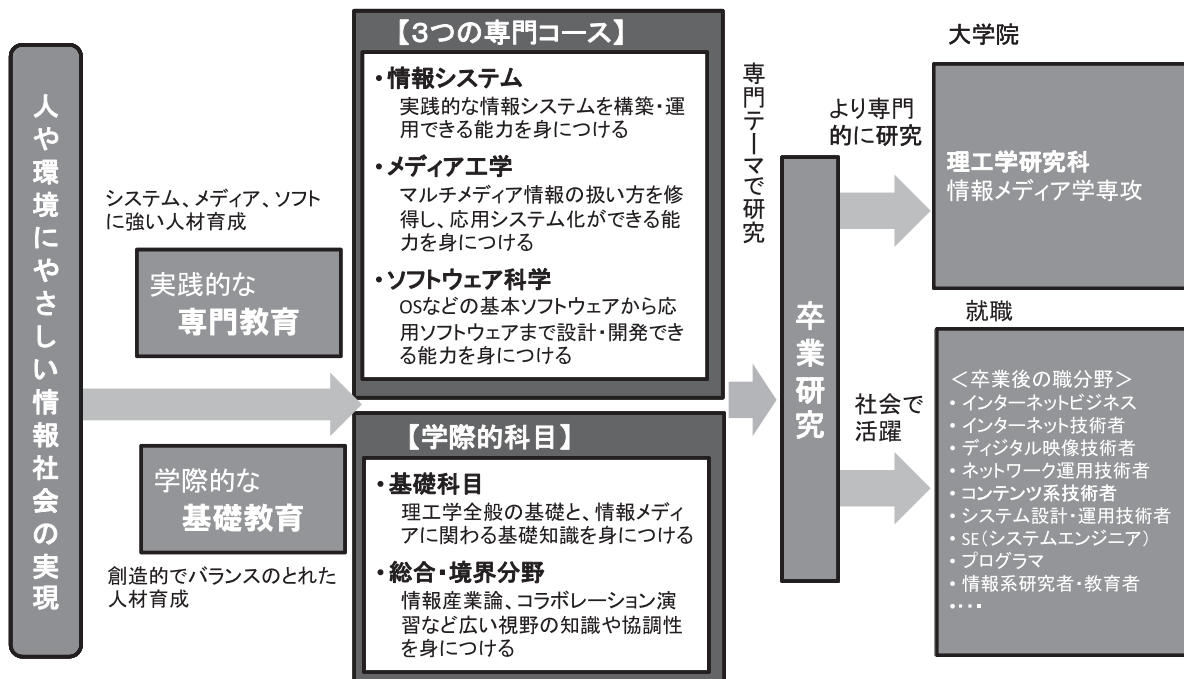 人や環境にやさしい情報社会の実現
システム、メディア、ソフト
に強い人材育成
実践的な
専門教育
学際的な
基礎教育
創造的でバランスのとれた
人材育成
【３つの専門コース】
・情報システム
実践的な情報システムを構築・運
用できる能力を身につける
・メディア工学
マルチメディア情報の扱い方を修
得し、応用システム化ができる能
力を身につける
・ソフトウェア科学
OSなどの基本ソフトウェアから応
用ソフトウェアまで設計・開発でき
る能力を身につける
【学際的科目】
・基礎科目
理工学全般の基礎と、情報メディ
アに関わる基礎知識を身につける
・総合・境界分野
情報産業論、コラボレーション演
習など広い視野の知識や協調性
を身につける
専門テーマで研究
卒業研究
より専門
的に研究
大学院
理工学研究科
情報メディア学専攻
社会で
活躍
就職
＜卒業後の職分野＞
・インターネットビジネス
・インターネット技術者
・ディジタル映像技術者
・ネットワーク運用技術者
・コンテンツ系技術者
・システム設計・運用技術者
・SE（システムエンジニア）
・プログラマ
・情報系研究者・教育者
・・・・